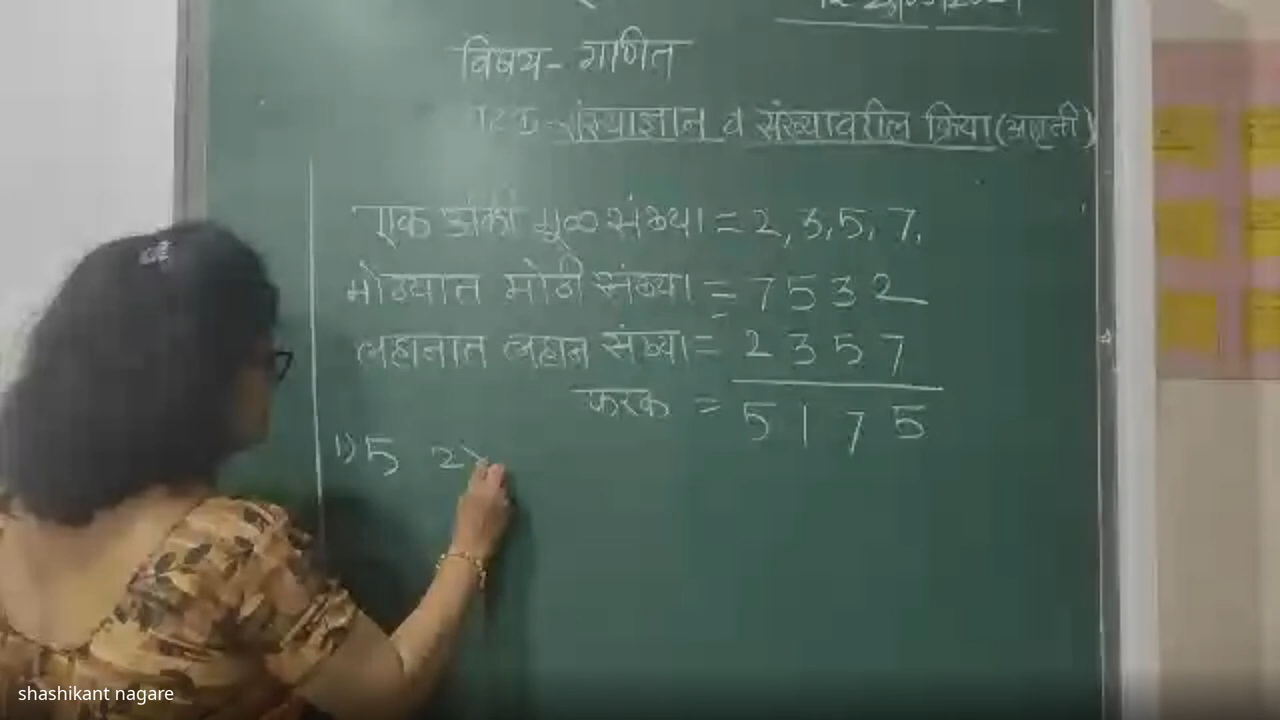 विषय- गणित
संख्याज्ञान व संख्यावरील क्रिया
एक अंकी मूळ संख्या = 2, 3, 5, 7.
मोठ्यात मोठी संख्या = 7 5 3 2
लहानात लहान संख्या = 2 3 5 7
फरक = 5 1 7 5
1) 5 2)
shashikant nagare